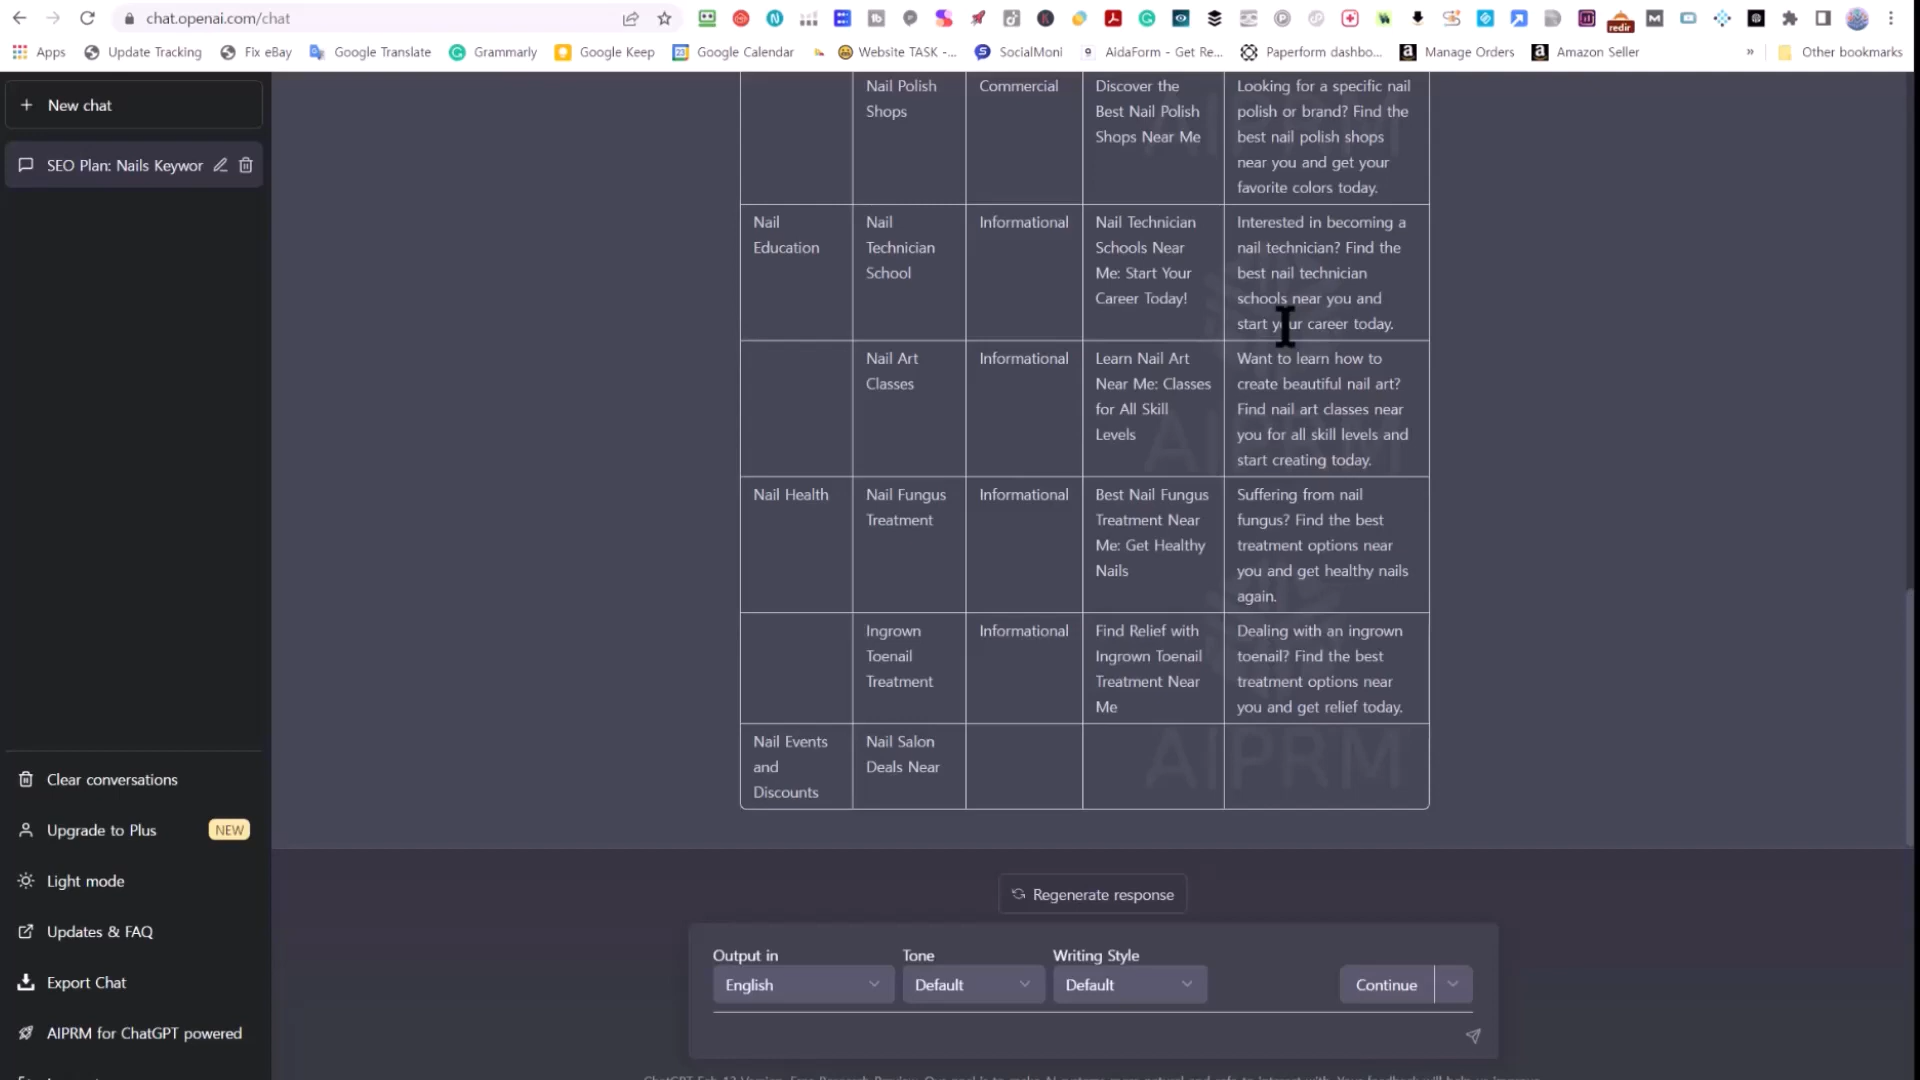 chat.openai.com/chat
Apps
Update Tracking
Fix eBay
Google Translate
Grammarly
Google Keep
Google Calendar
Website TASK -...
SocialMoni
AidaForm - Get Re...
Paperform dashbo...
Manage Orders
Amazon Seller
»
Other bookmarks
redir
+ New chat
SEO Plan: Nails Keywor
Nail Polish
Shops
Commercial
Discover the
Best Nail Polish
Shops Near Me
Looking for a specific nail
polish or brand? Find the
best nail polish shops
near you and get your
favorite colors today.
Nail
Education
Nail
Technician
School
Informational
Nail Technician
Schools Near
Me: Start Your
Career Today!
Interested in becoming a
nail technician? Find the
best nail technician
schools near you and
start your career today.
Nail Art
Classes
Informational
Learn Nail Art
Near Me: Classes
for All Skill
Levels
Want to learn how to
create beautiful nail art?
Find nail art classes near
you for all skill levels and
start creating today.
Nail Health
Nail Fungus
Treatment
Informational
Best Nail Fungus
Treatment Near
Me: Get Healthy
Nails
Suffering from nail
fungus? Find the best
treatment options near
you and get healthy nails
again.
Ingrown
Toenail
Treatment
Informational
Find Relief with
Ingrown Toenail
Treatment Near
Me
Dealing with an ingrown
toenail? Find the best
treatment options near
you and get relief today.
Nail Events
and
Discounts
Nail Salon
Deals Near
AIPRM
AIPRM
AIPRM
Clear conversations
Upgrade to Plus
NEW
Light mode
Updates & FAQ
Export Chat
AIPRM for ChatGPT powered
Regenerate response
Output in
English
Tone
Default
Writing Style
Default
Continue